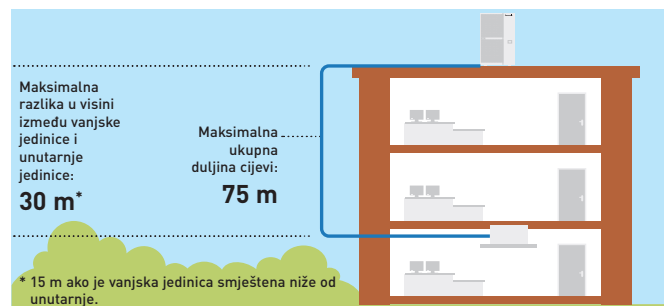 Maksimalna
razlika u visini
između vanjske
jedinice i
unutarnje
jedinice:
30 m*
Maksimalna
ukupna
duljina cijevi:
75 m
* 15 m ako je vanjska jedinica smještena niže od
unutarnje.